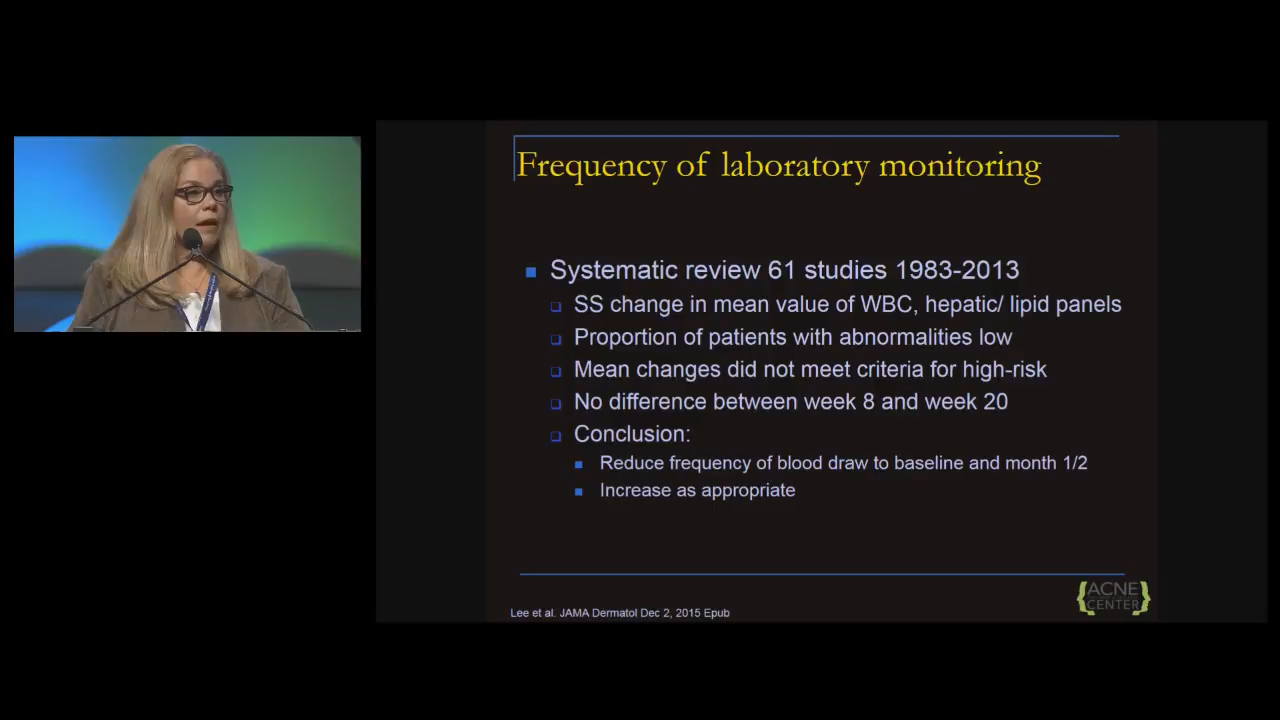 Frequency of laboratory monitoring
Systematic review 61 studies 1983-2013
SS change in mean value of WBC, hepatic/ lipid panels
Proportion of patients with abnormalities low
Mean changes did not meet criteria for high-risk
No difference between week 8 and week 20
Conclusion:
Reduce frequency of blood draw to baseline and month 1/2
Increase as appropriate
Lee et al. JAMA Dermatol Dec 2, 2015 Epub
{ACNE
CENTER}